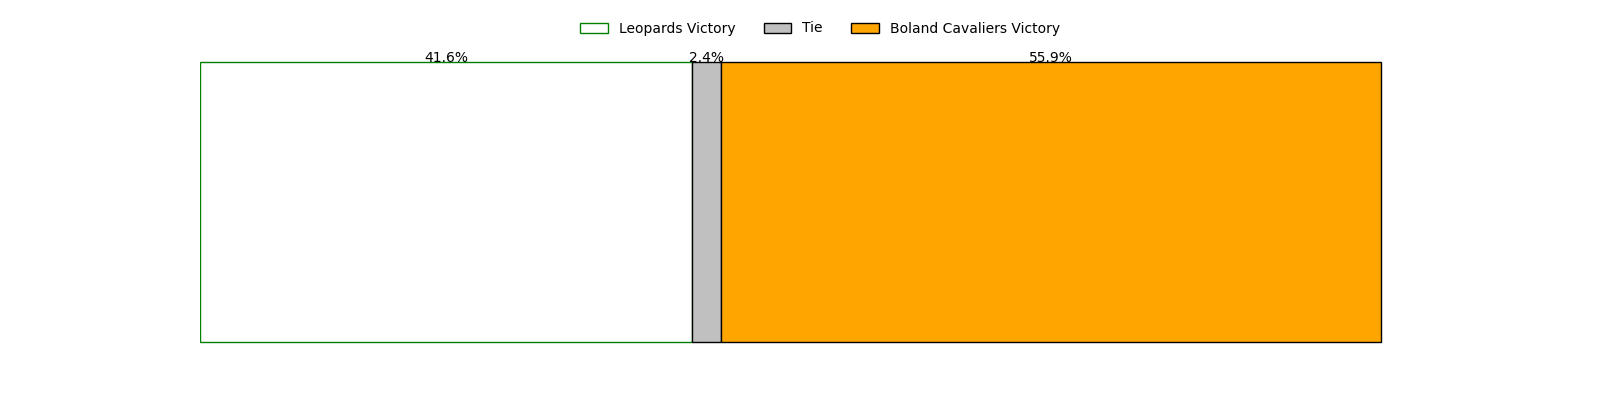 Leopards Victory Tie Boland Cavaliers Victory
41.6% 2.4% 55.9%